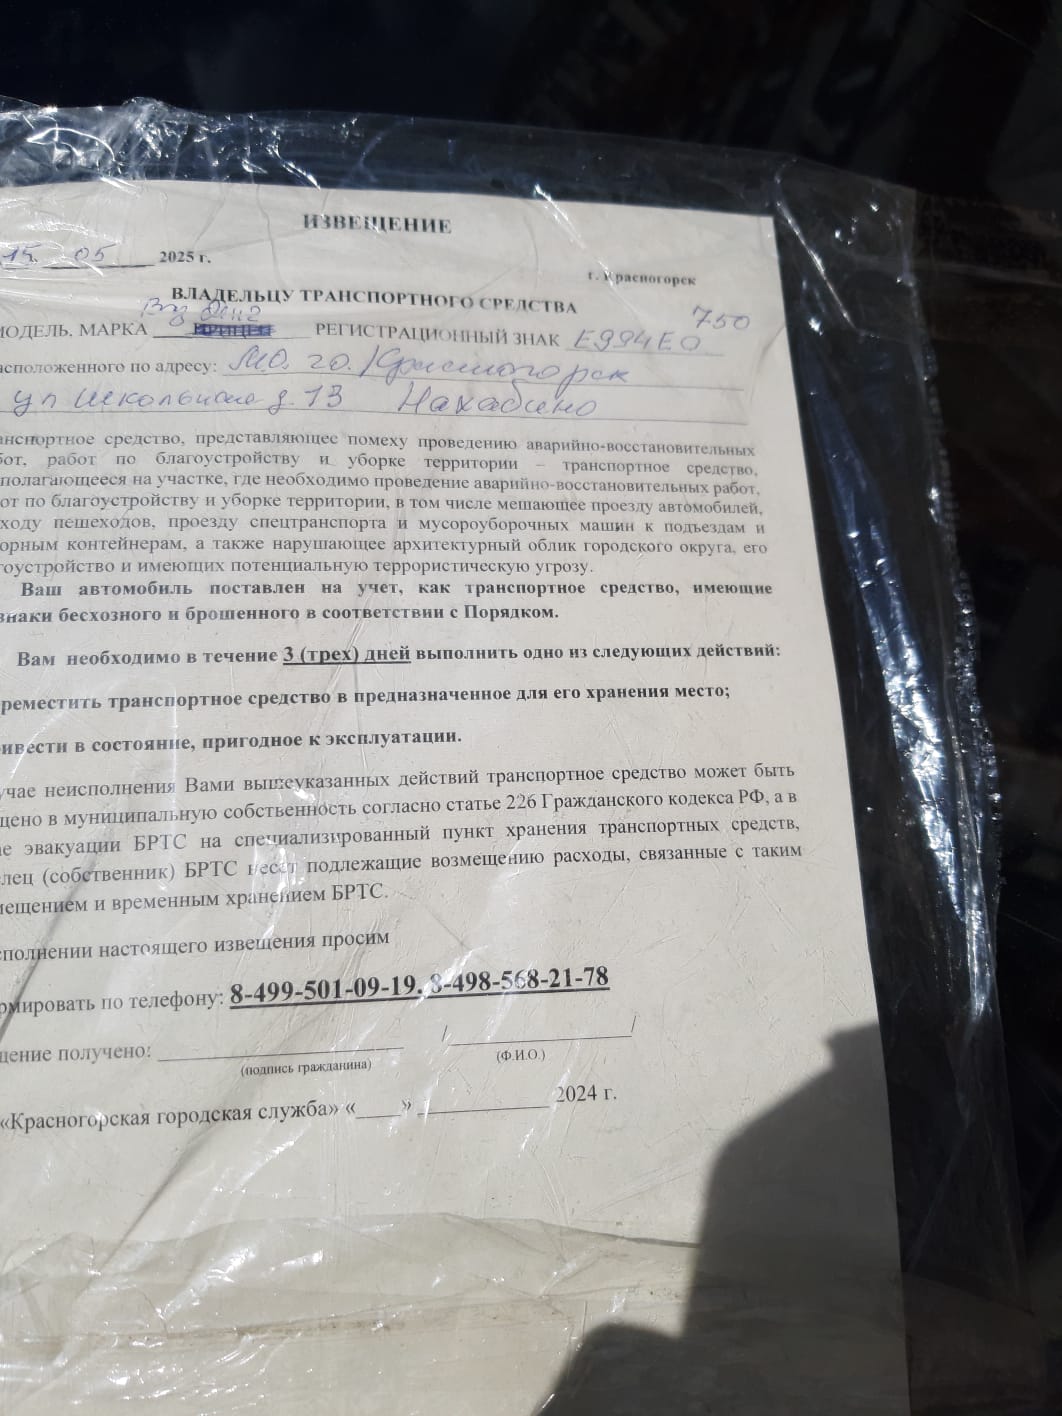 ИЗВЕЩЕНИЕ
15. 05 2025 г.
г. Красногорск
ВЛАДЕЛЬЦУ ТРАНСПОРТНОГО СРЕДСТВА
750
МОДЕЛЬ, МАРКА РЕГИСТРАЦИОННЫЙ ЗНАК Е994ЕО
асположенного по адресу: М.О. г.о. Красногорск
ул Школьная д. 13 Нахабино
анспортное средство, представляющее помеху проведению аварийно-восстановительных
бот, работ по благоустройству и уборке территории – транспортное средство,
полагающееся на участке, где необходимо проведение аварийно-восстановительных работ,
от по благоустройству и уборке территории, в том числе мешающее проезду автомобилей,
ходу пешеходов, проезду спецтранспорта и мусороуборочных машин к подъездам и
орным контейнерам, а также нарушающее архитектурный облик городского округа, его
гоустройство и имеющих потенциальную террористическую угрозу.
Ваш автомобиль поставлен на учет, как транспортное средство, имеющие
знаки бесхозного и брошенного в соответствии с Порядком.
Вам необходимо в течение 3 (трех) дней выполнить одно из следующих действий:
реместить транспортное средство в предназначенное для его хранения место;
ивести в состояние, пригодное к эксплуатации.
учае неисполнения Вами вышеуказанных действий транспортное средство может быть
щено в муниципальную собственность согласно статье 226 Гражданского кодекса РФ, а в
е эвакуации БРТС на специализированный пункт хранения транспортных средств,
лец (собственник) БРТС несет подлежащие возмещению расходы, связанные с таким
мещением и временным хранением БРТС.
сполнении настоящего извещения просим
ормировать по телефону: 8-499-501-09-19, 8-498-568-21-78
щение получено: ____ / ____ /
(подпись гражданина) (Ф.И.О.)
«Красногорская городская служба» «____» ____ 2024 г.